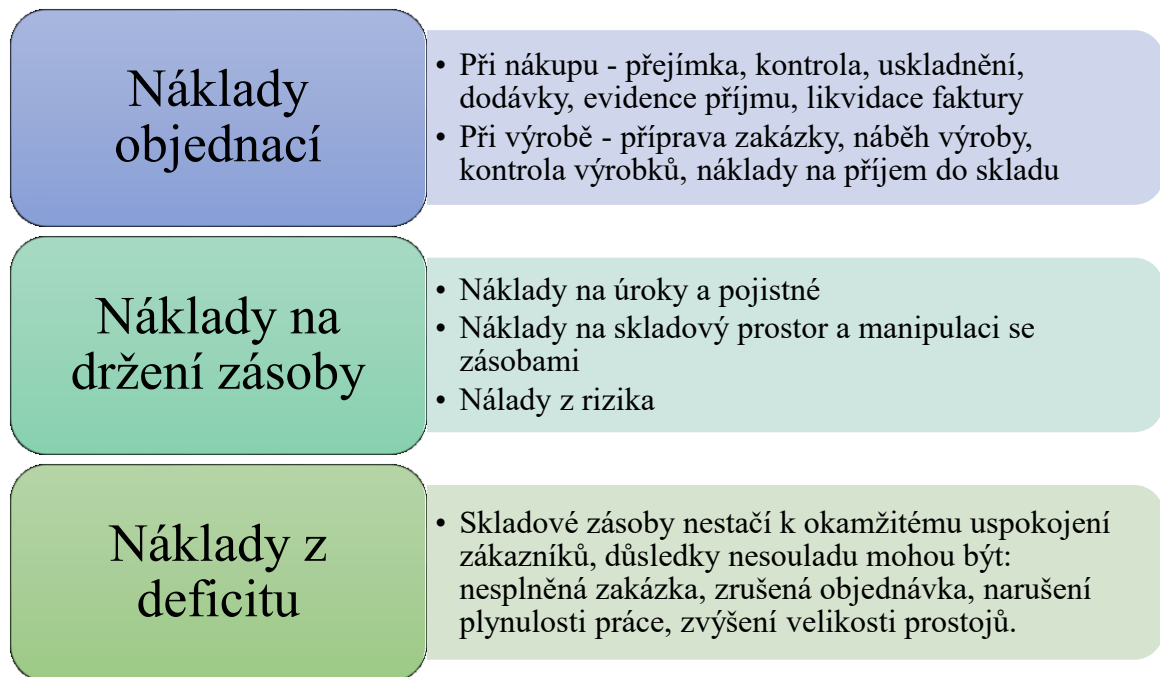 Náklady
objednací
• Při nákupu - přejímka, kontrola, uskladnění,
dodávky, evidence příjmu, likvidace faktury
• Při výrobě - příprava zakázky, náběh výroby,
kontrola výrobků, náklady na příjem do skladu
Náklady na
držení zásoby
• Náklady na úroky a pojistné
• Náklady na skladový prostor a manipulaci se
zásobami
• Nálady z rizika
Náklady z
deficitu
• Skladové zásoby nestačí k okamžitému uspokojení
zákazníků, důsledky nesouladu mohou být:
nesplněná zakázka, zrušená objednávka, narušení
plynulosti práce, zvýšení velikosti prostojů.